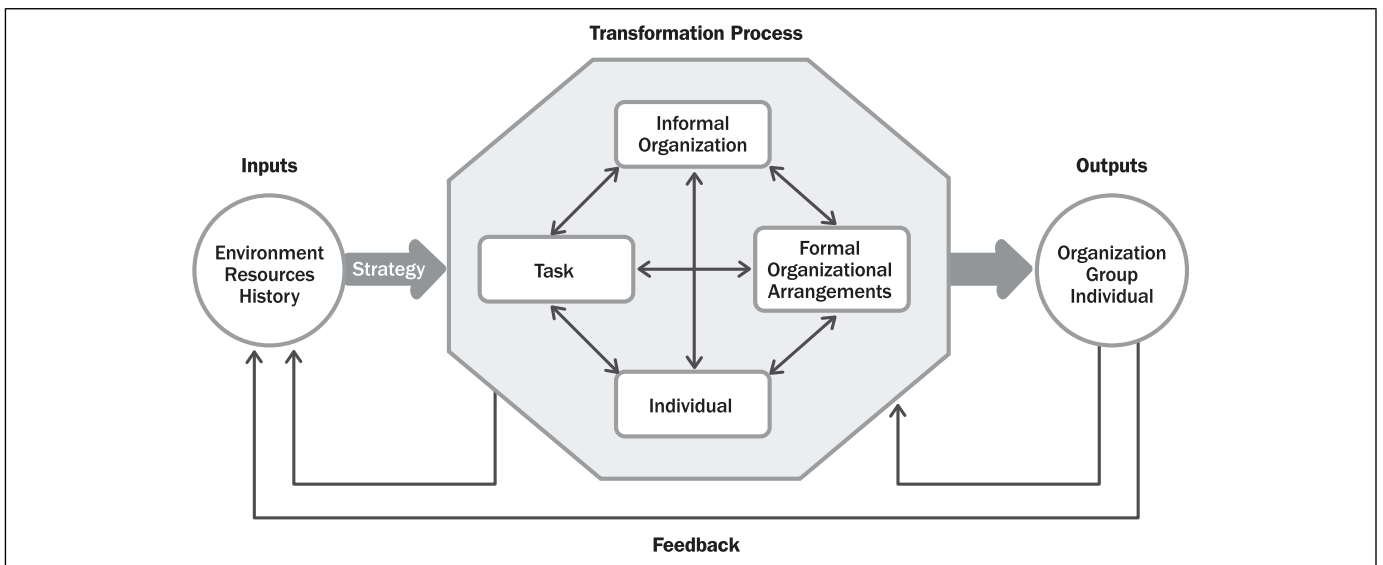 Transformation Process
Informal
Organization
Inputs
Outputs
Environment
Resources
History
Strategy
Task
Formal
Organizational
Arrangements
Organization
Group
Individual
Individual
Feedback